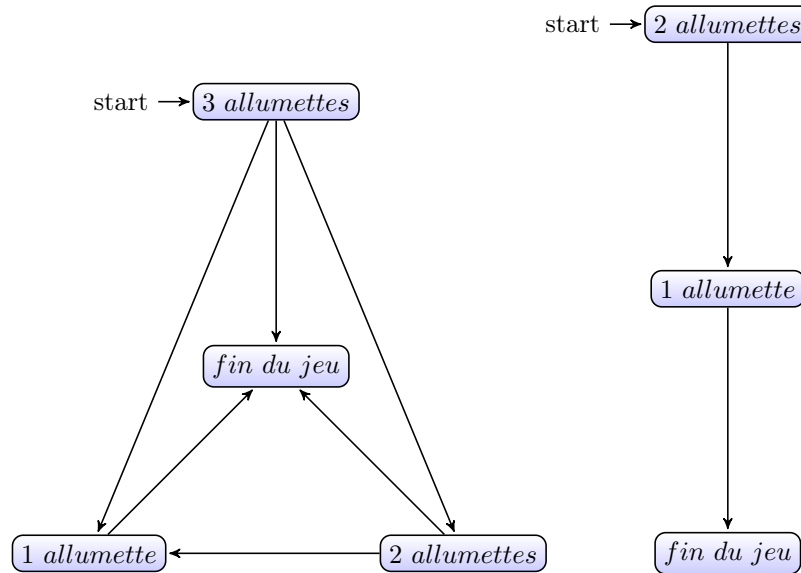 start
3 allumettes
fin du jeu
1 allumette
2 allumettes
start
2 allumettes
1 allumette
fin du jeu